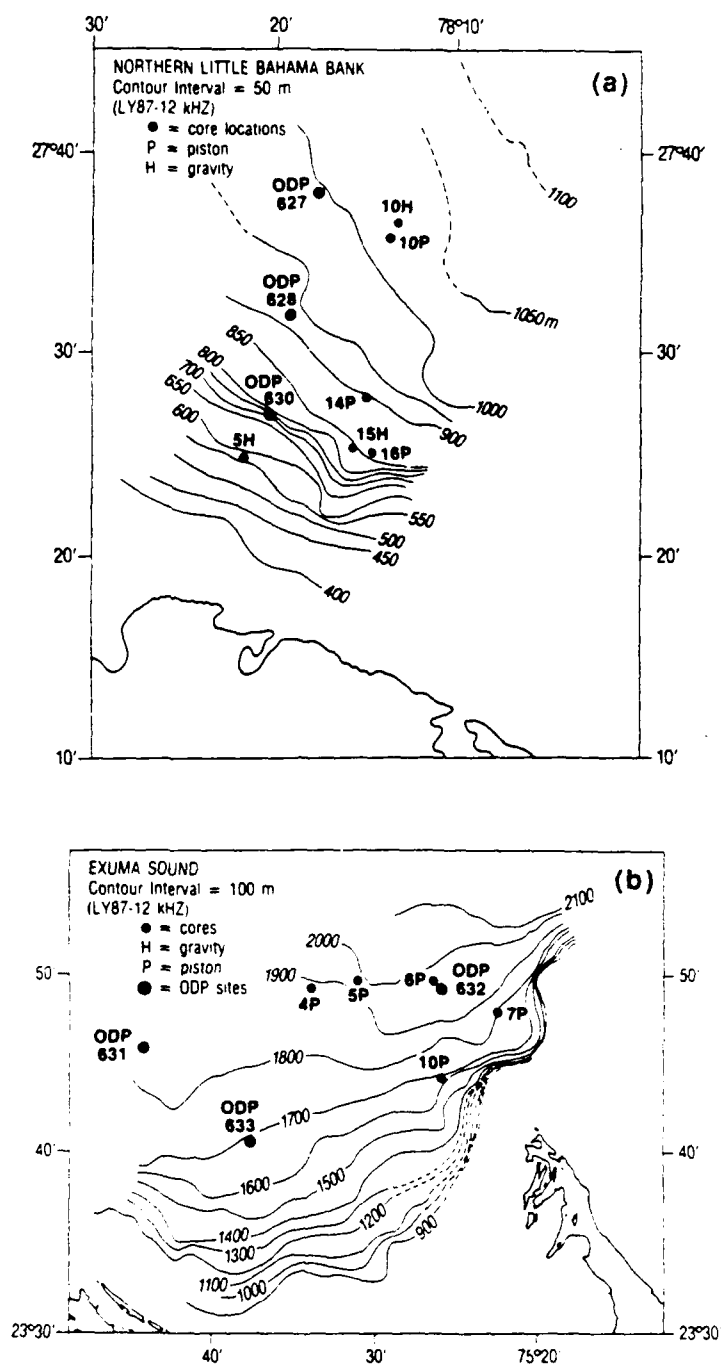 30′ 20′ 78°10′
NORTHERN LITTLE BAHAMA BANK
Contour Interval = 50 m
(LY87-12 kHZ)
● = core locations
P = piston
H = gravity
(a)
27°40′
27°40′
1100
ODP
627
10H
10P
ODP
628
1050 m
850
30′
30′
800
700
650
ODP
630
14P
1000
900
600
5H
15H
16P
550
500
450
20′
20′
400
10′
10′
EXUMA SOUND
Contour Interval = 100 m
(LY87-12 kHZ)
● = cores
H = gravity
P = piston
● = ODP sites
(b)
2100
2000
50′
50′
1900
4P
5P
6P
ODP
632
7P
ODP
631
1800
10P
ODP
633
1700
40′
40′
1600
1500
1400
1300
1200
900
1100
1000
23°30′
23°30
40′ 30′ 75°20′